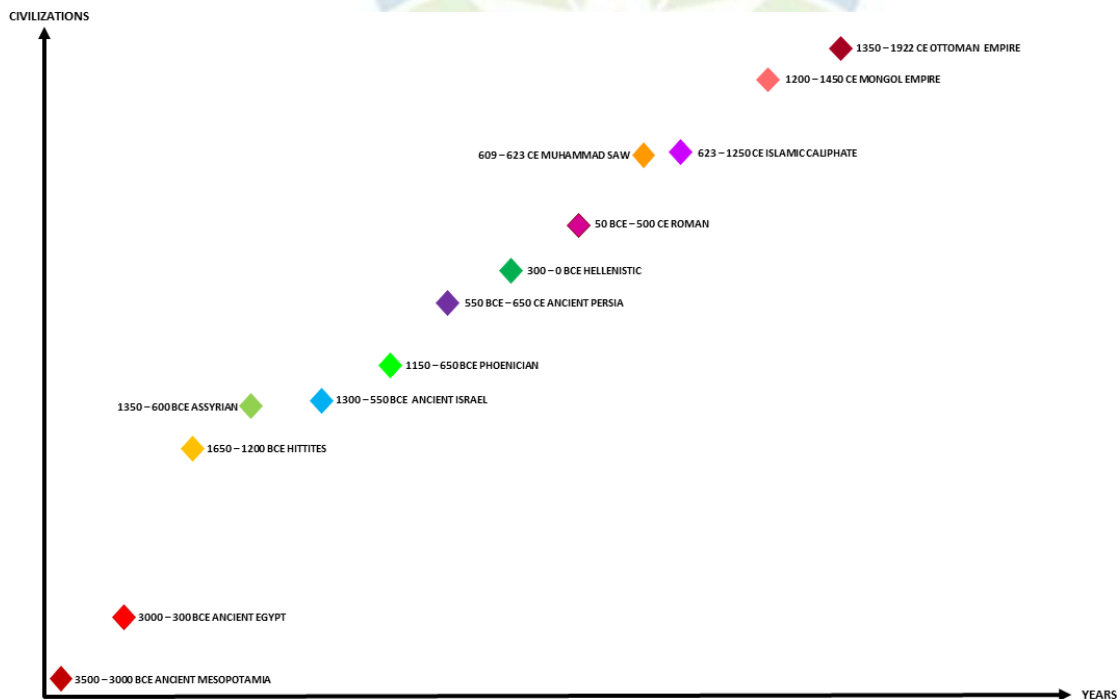 CIVILIZATIONS
1350 – 1922 CE OTTOMAN EMPIRE
1200 – 1450 CE MONGOL EMPIRE
609 – 623 CE MUHAMMAD SAW
623 – 1250 CE ISLAMIC CALIPHATE
50 BCE – 500 CE ROMAN
300 – 0 BCE HELLENISTIC
550 BCE – 650 CE ANCIENT PERSIA
1150 – 650 BCE PHOENICIAN
1350 – 600 BCE ASSYRIAN
1300 – 550 BCE ANCIENT ISRAEL
1650 – 1200 BCE HITTITES
3000 – 300 BCE ANCIENT EGYPT
3500 – 3000 BCE ANCIENT MESOPOTAMIA
YEARS